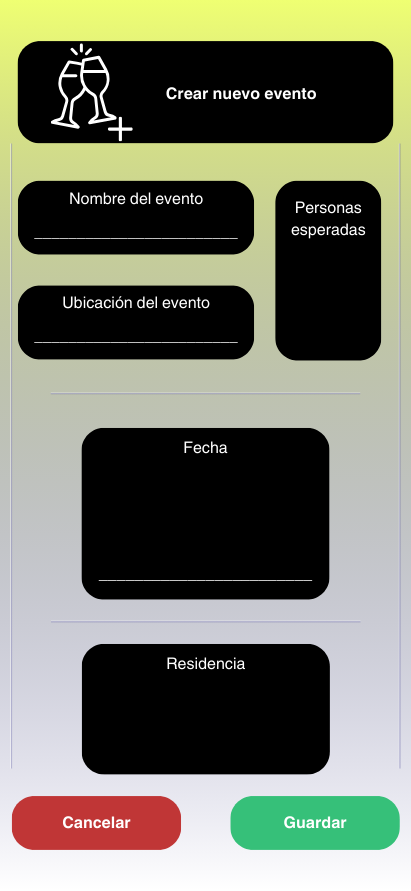 Crear nuevo evento
Nombre del evento
Personas
esperadas
Ubicación del evento
Fecha
Residencia
Cancelar
Guardar